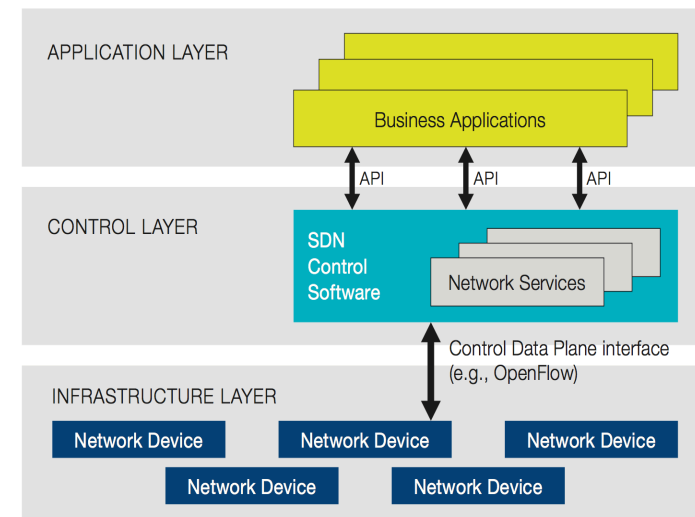 APPLICATION LAYER
Business Applications
API
API
API
CONTROL LAYER
SDN
Control
Software
Network Services
Control Data Plane interface
(e.g., OpenFlow)
INFRASTRUCTURE LAYER
Network Device
Network Device
Network Device
Network Device
Network Device